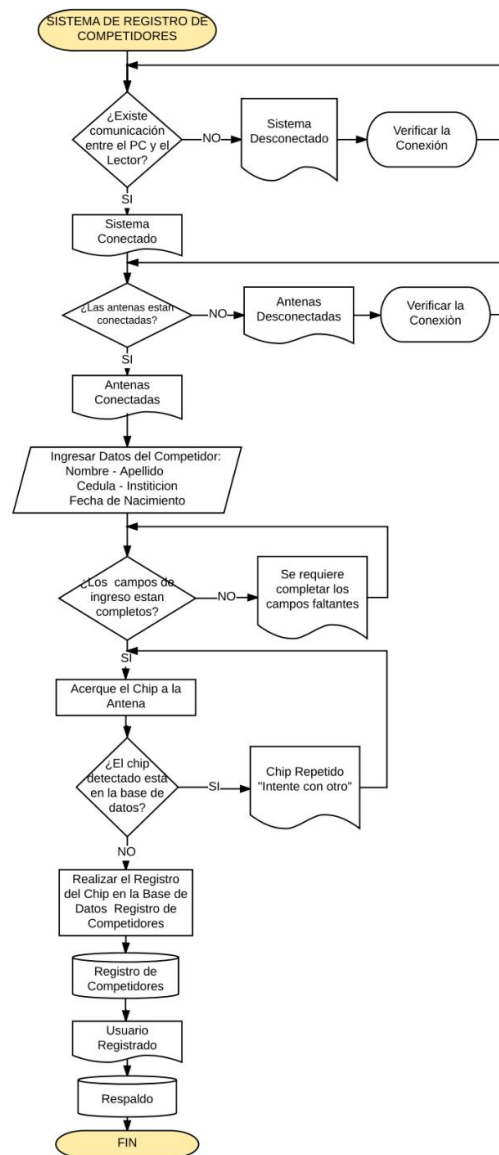 SISTEMA DE REGISTRO DE
COMPETIDORES
¿Existe
comunicación
entre el PC y el
Lector?
NO
Sistema
Desconectado
Verificar la
Conexión
SI
Sistema
Conectado
¿Las antenas estan
conectadas?
NO
Antenas
Desconectadas
Verificar la
Conexiòn
SI
Antenas
Conectadas
Ingresar Datos del Competidor:
Nombre - Apellido
Cedula - Institicion
Fecha de Nacimiento
¿Los campos de
ingreso estan
completos?
NO
Se requiere
completar los
campos faltantes
SI
Acerque el Chip a la
Antena
¿El chip
detectado está
en la base de
datos?
SI
Chip Repetido
"Intente con otro"
NO
Realizar el Registro
del Chip en la Base de
Datos Registro de
Competidores
Registro de
Competidores
Usuario
Registrado
Respaldo
FIN